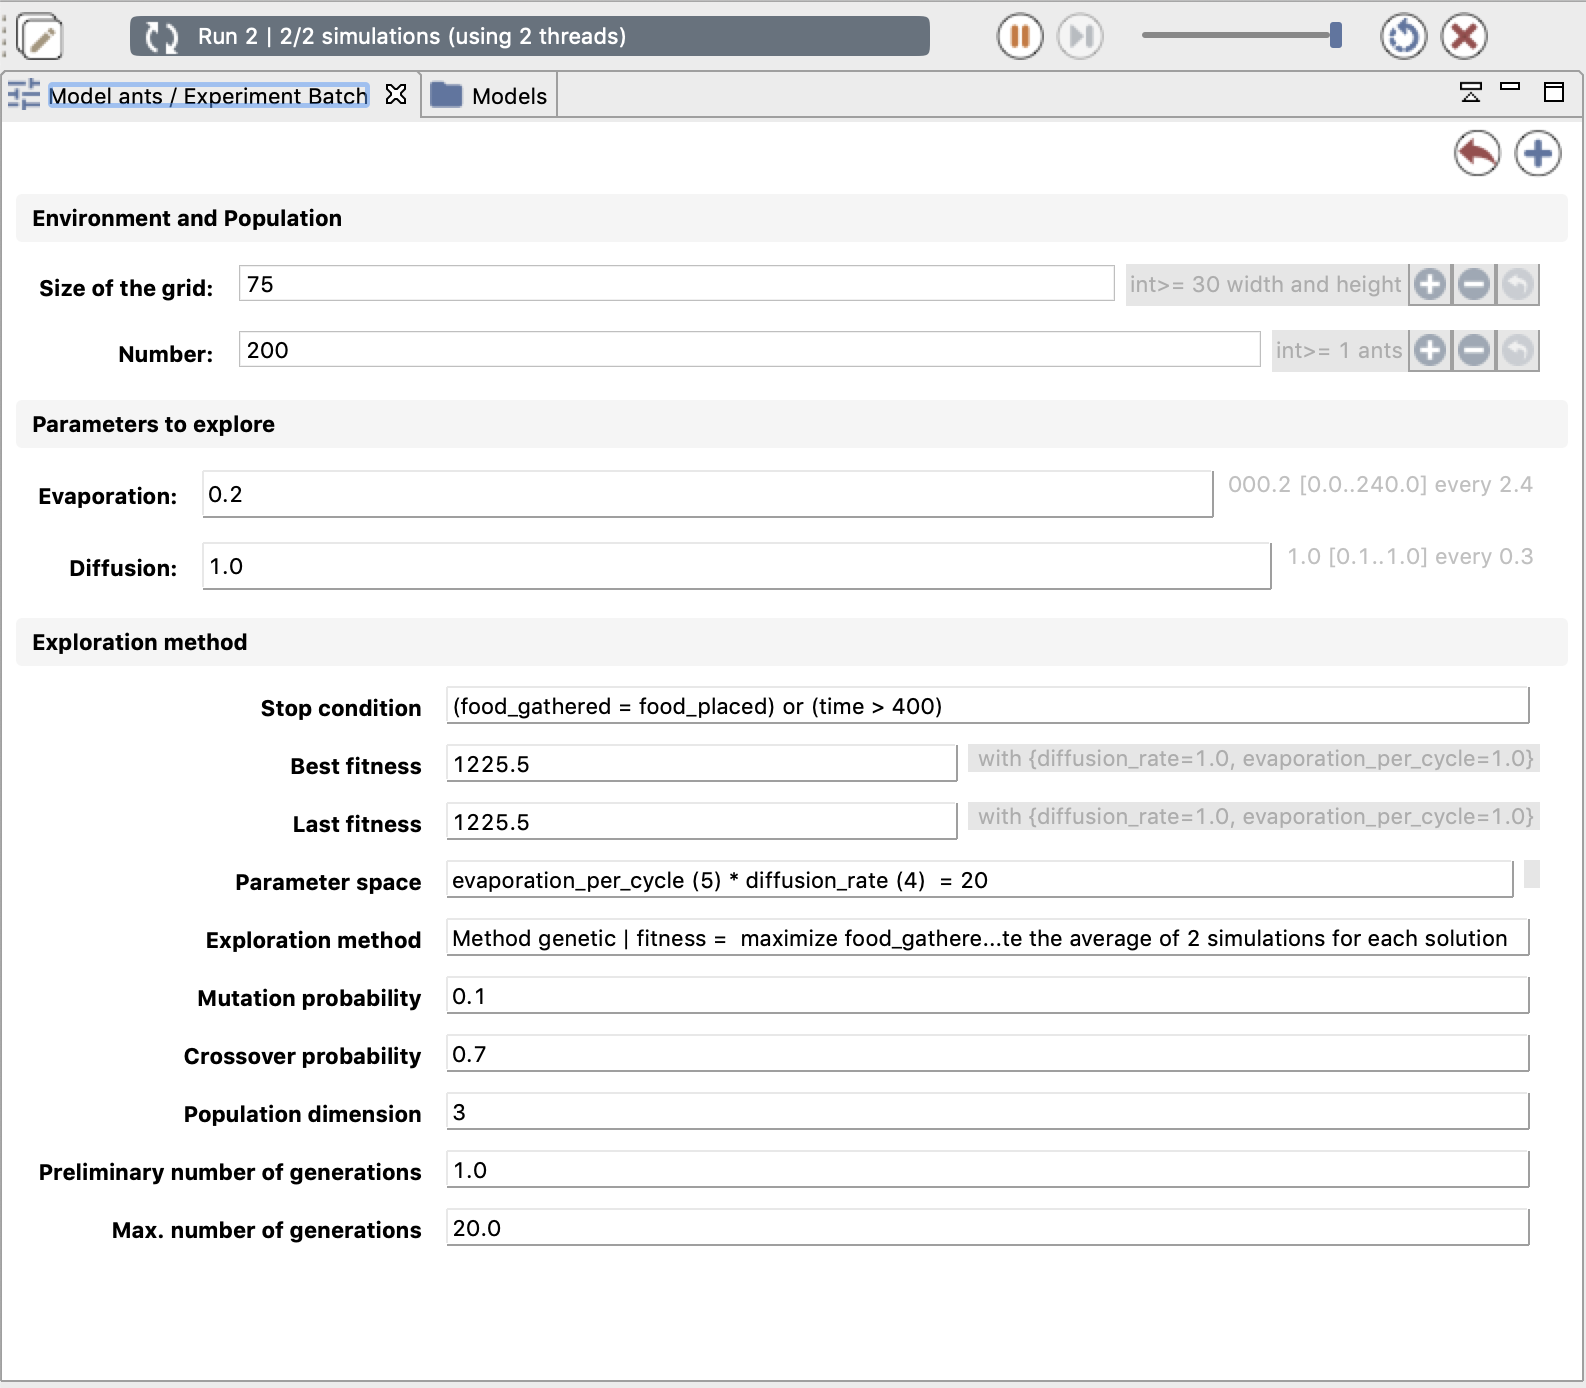 Run 2 | 2/2 simulations (using 2 threads)
Model ants / Experiment Batch
Models
Environment and Population
Size of the grid: 75 int>= 30 width and height
Number: 200 int>= 1 ants
Parameters to explore
Evaporation: 0.2 000.2 [0.0..240.0] every 2.4
Diffusion: 1.0 1.0 [0.1..1.0] every 0.3
Exploration method
Stop condition (food_gathered = food_placed) or (time > 400)
Best fitness 1225.5 with {diffusion_rate=1.0, evaporation_per_cycle=1.0}
Last fitness 1225.5 with {diffusion_rate=1.0, evaporation_per_cycle=1.0}
Parameter space evaporation_per_cycle (5) * diffusion_rate (4)  = 20
Exploration method Method genetic | fitness =  maximize food_gathere...te the average of 2 simulations for each solution
Mutation probability 0.1
Crossover probability 0.7
Population dimension 3
Preliminary number of generations 1.0
Max. number of generations 20.0